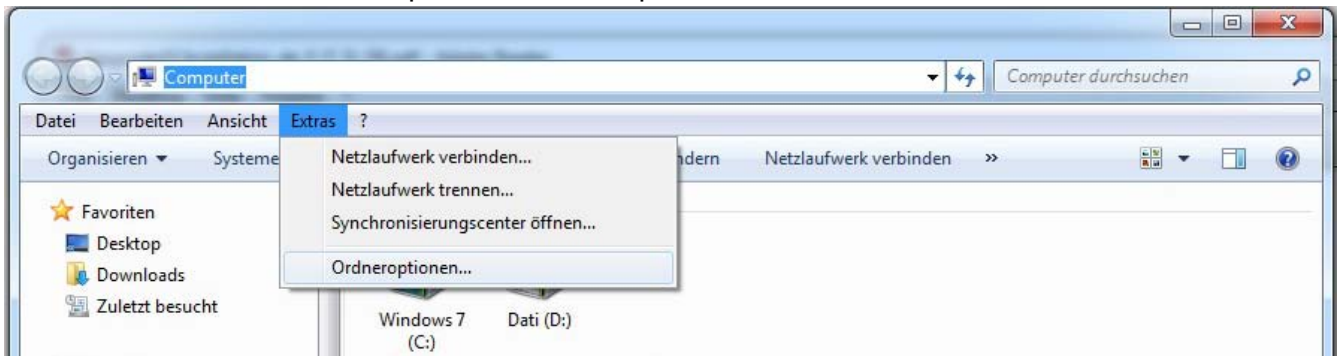 Computer
Computer durchsuchen
Datei Bearbeiten Ansicht Extras ?
Organisieren Netzlaufwerk verbinden »
Netzlaufwerk verbinden...
Netzlaufwerk trennen...
Synchronisierungscenter öffnen...
Ordneroptionen...
Favoriten
Desktop
Downloads
Zuletzt besucht
Windows 7
(C:)
Dati (D:)